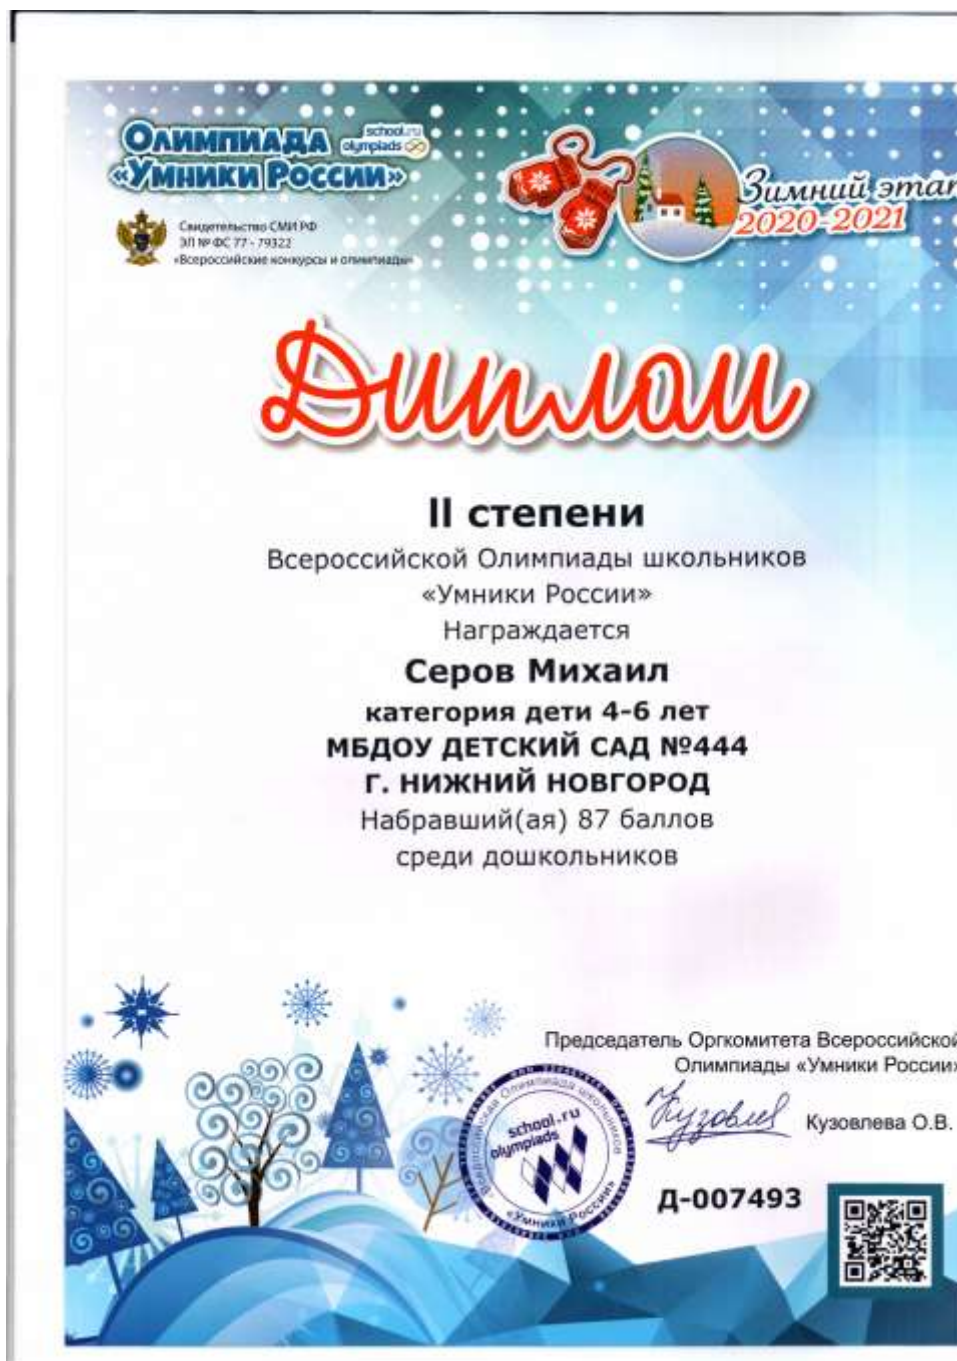 Олимпиада
«Умники России»
school.ru
olympiads
Свидетельство СМИ РФ
ЭЛ № ФС 77 - 79322
«Всероссийские конкурсы и олимпиады»
Зимний этап
2020-2021
Диплом
II степени
Всероссийской Олимпиады школьников
«Умники России»
Награждается
Серов Михаил
категория дети 4-6 лет
МБДОУ ДЕТСКИЙ САД №444
Г. НИЖНИЙ НОВГОРОД
Набравший(ая) 87 баллов
среди дошкольников
Председатель Оргкомитета Всероссийской
Олимпиады «Умники России»
Кузовлева О.В.
Всероссийская Олимпиада школьников
school.ru
olympiads
«Умники России»
Д-007493